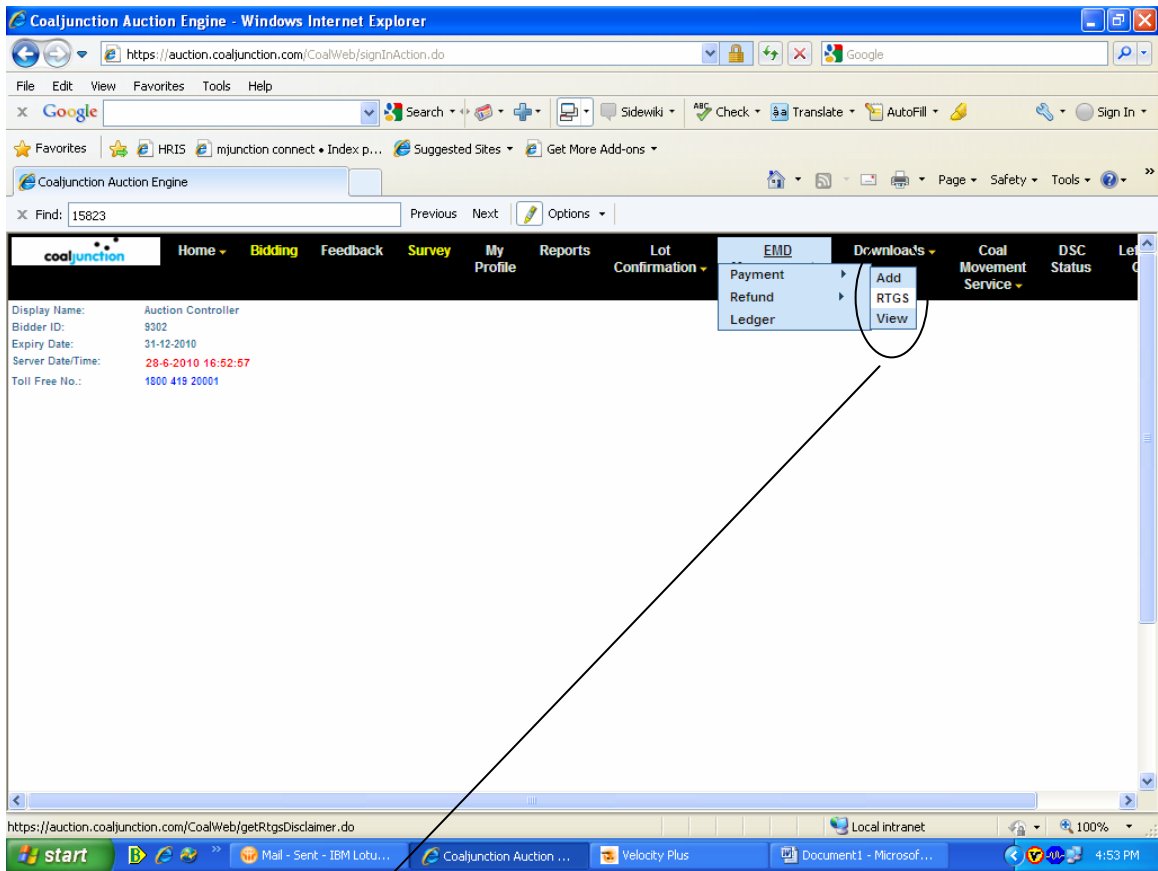 Coaljunction Auction Engine - Windows Internet Explorer
https://auction.coaljunction.com/CoalWeb/signInAction.do
Google
File Edit View Favorites Tools Help
x Google Search Sidewiki Check Translate AutoFill Sign In
Favorites HRIS mjunction connect • Index p... Suggested Sites Get More Add-ons
Coaljunction Auction Engine Page Safety Tools
X Find: 15823 Previous Next Options
coaljunction Home Bidding Feedback Survey My Profile Reports Lot Confirmation EMD Downloads Coal Movement Service DSC Status
Payment
Refund
Ledger
Add
RTGS
View
Display Name: Auction Controller
Bidder ID: 9302
Expiry Date: 31-12-2010
Server Date/Time: 28-6-2010 16:52:57
Toll Free No.: 1800 419 20001
https://auction.coaljunction.com/CoalWeb/getRtgsDisclaimer.do Local intranet 100%
start Mail - Sent - IBM Lotu... Coaljunction Auction ... Velocity Plus Document1 - Microsof... 4:53 PM